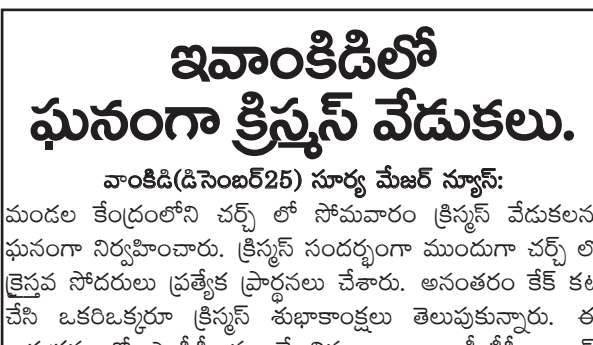 ఇవాంకిడిలో
ఘనంగా క్రిస్మస్ వేడుకలు.
వాంకిడి(డిసెంబర్25) సూర్య మేజర్ న్యూస్:
మండల కేంద్రంలోని చర్చ్ లో సోమవారం క్రిస్మస్ వేడుకలన
ఘనంగా నిర్వహించారు. క్రిస్మస్ సందర్భంగా ముందుగా చర్చ్ లో
క్రైస్తవ సోదరులు ప్రత్యేక ప్రార్థనలు చేశారు. అనంతరం కేక్ కట
చేసి ఒకరిఒక్కరూ క్రిస్మస్ శుభాకాంక్షలు తెలుపుకున్నారు. ఈ